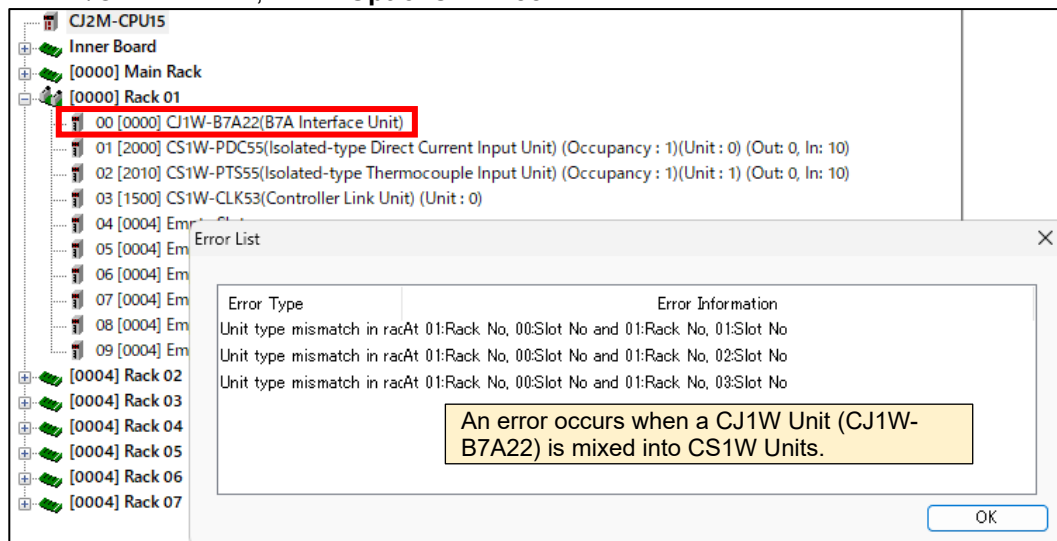 CJ2M-CPU15
Inner Board
[0000] Main Rack
[0000] Rack 01
00 [0000] CJ1W-B7A22(B7A Interface Unit)
01 [2000] CS1W-PDC55(Isolated-type Direct Current Input Unit) (Occupancy : 1)(Unit : 0) (Out: 0, In: 10)
02 [2010] CS1W-PTS55(Isolated-type Thermocouple Input Unit) (Occupancy : 1)(Unit : 1) (Out: 0, In: 10)
03 [1500] CS1W-CLK53(Controller Link Unit) (Unit : 0)
04 [0004]
05 [0004] Em
06 [0004] Em
07 [0004] Em
08 [0004] Em
09 [0004] Em
[0004] Rack 02
[0004] Rack 03
[0004] Rack 04
[0004] Rack 05
[0004] Rack 06
[0004] Rack 07
Error List
Error Type Error Information
Unit type mismatch in racAt 01:Rack No, 00:Slot No and 01:Rack No, 01:Slot No
Unit type mismatch in racAt 01:Rack No, 00:Slot No and 01:Rack No, 02:Slot No
Unit type mismatch in racAt 01:Rack No, 00:Slot No and 01:Rack No, 03:Slot No
An error occurs when a CJ1W Unit (CJ1W-
B7A22) is mixed into CS1W Units.
OK